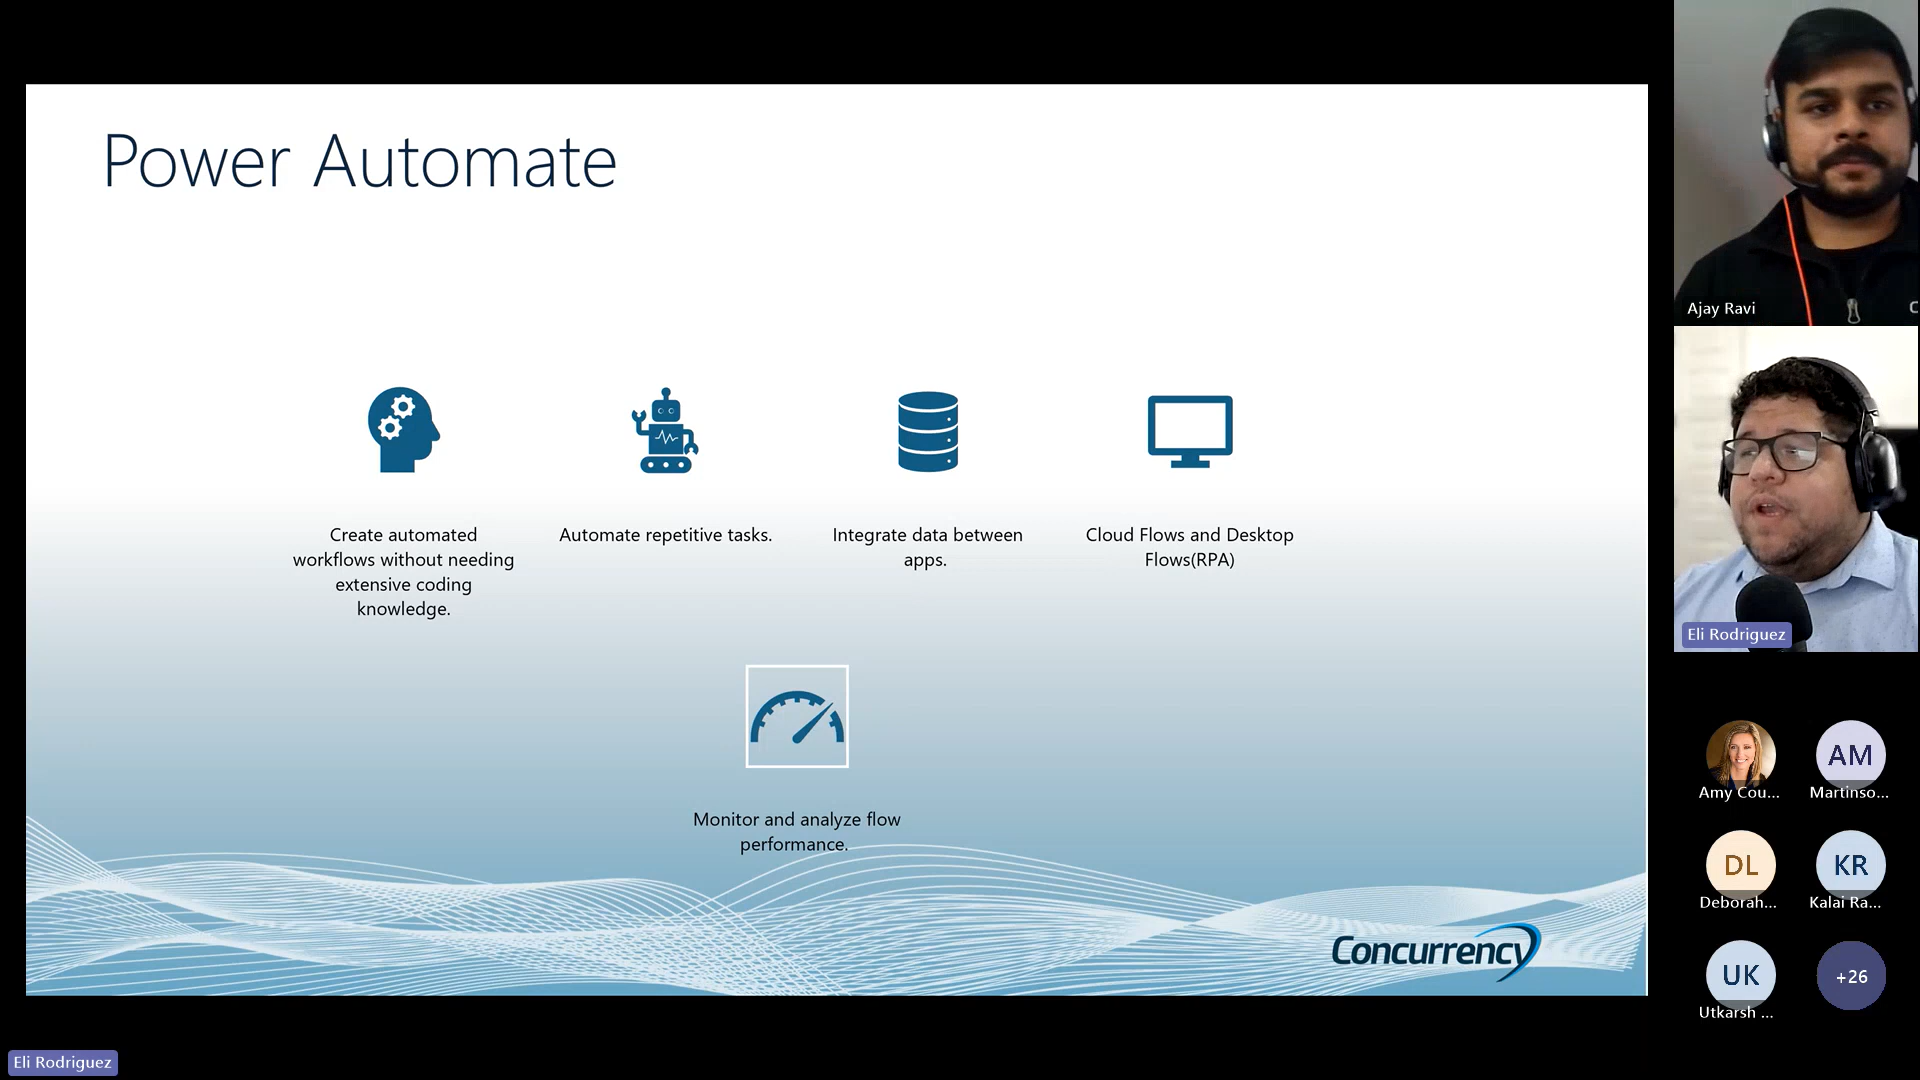 Power Automate
Create automated
workflows without needing
extensive coding
knowledge.
Automate repetitive tasks.
Integrate data between
apps.
Cloud Flows and Desktop
Flows(RPA)
Monitor and analyze flow
performance.
Concurrency
Ajay Ravi
Eli Rodriguez
Amy Cou...
AM
Martinso...
DL
Deborah...
KR
Kalai Ra...
UK
Utkarsh ...
+26
Eli Rodriguez